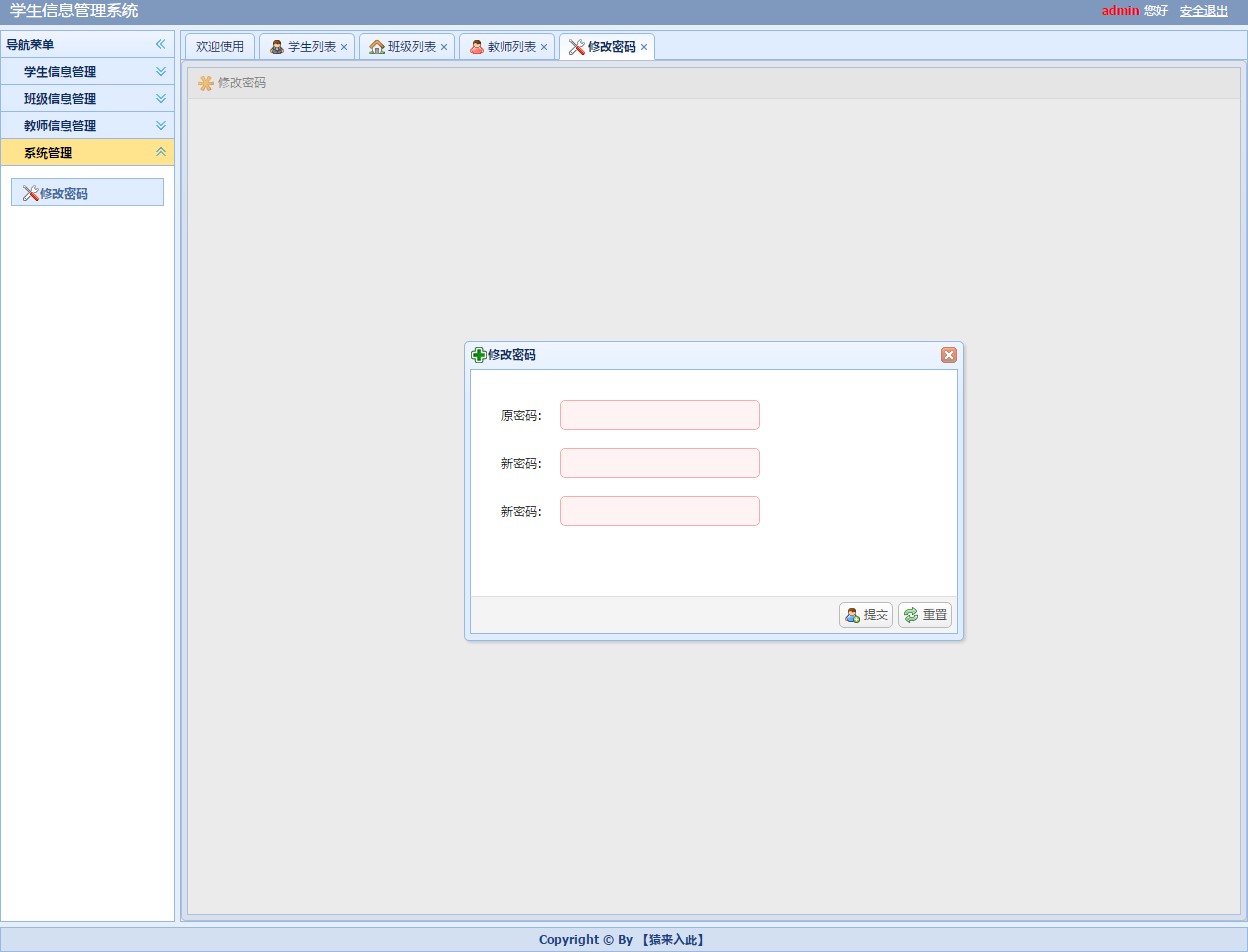 学生信息管理系统
admin 您好 安全退出
导航菜单
学生信息管理
班级信息管理
教师信息管理
系统管理
修改密码
欢迎使用 学生列表 班级列表 教师列表 修改密码
修改密码
修改密码
原密码:
新密码:
新密码:
提交 重置
Copyright © By 【猿来入此】